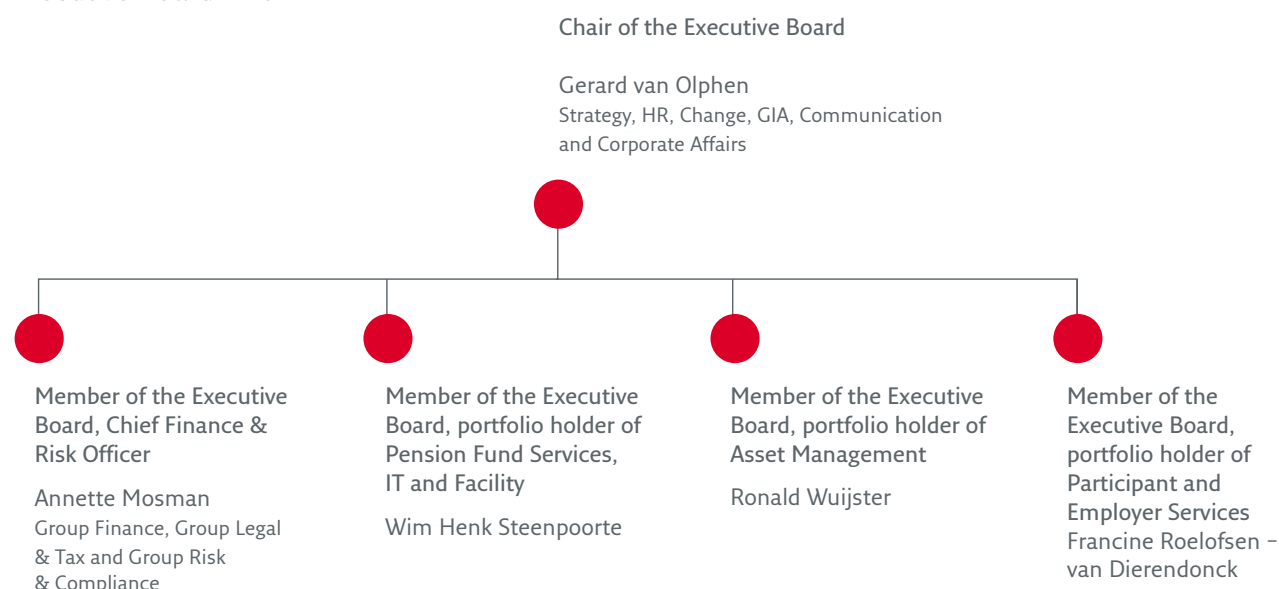 Chair of the Executive Board
Gerard van Olphen
Strategy, HR, Change, GIA, Communication
and Corporate Affairs
Member of the Executive
Board, Chief Finance &
Risk Officer
Annette Mosman
Group Finance, Group Legal
& Tax and Group Risk
& Compliance
Member of the Executive
Board, portfolio holder of
Pension Fund Services,
IT and Facility
Wim Henk Steenpoorte
Member of the Executive
Board, portfolio holder of
Asset Management
Ronald Wuijster
Member of the
Executive Board,
portfolio holder of
Participant and
Employer Services
Francine Roelofsen –
van Dierendonck